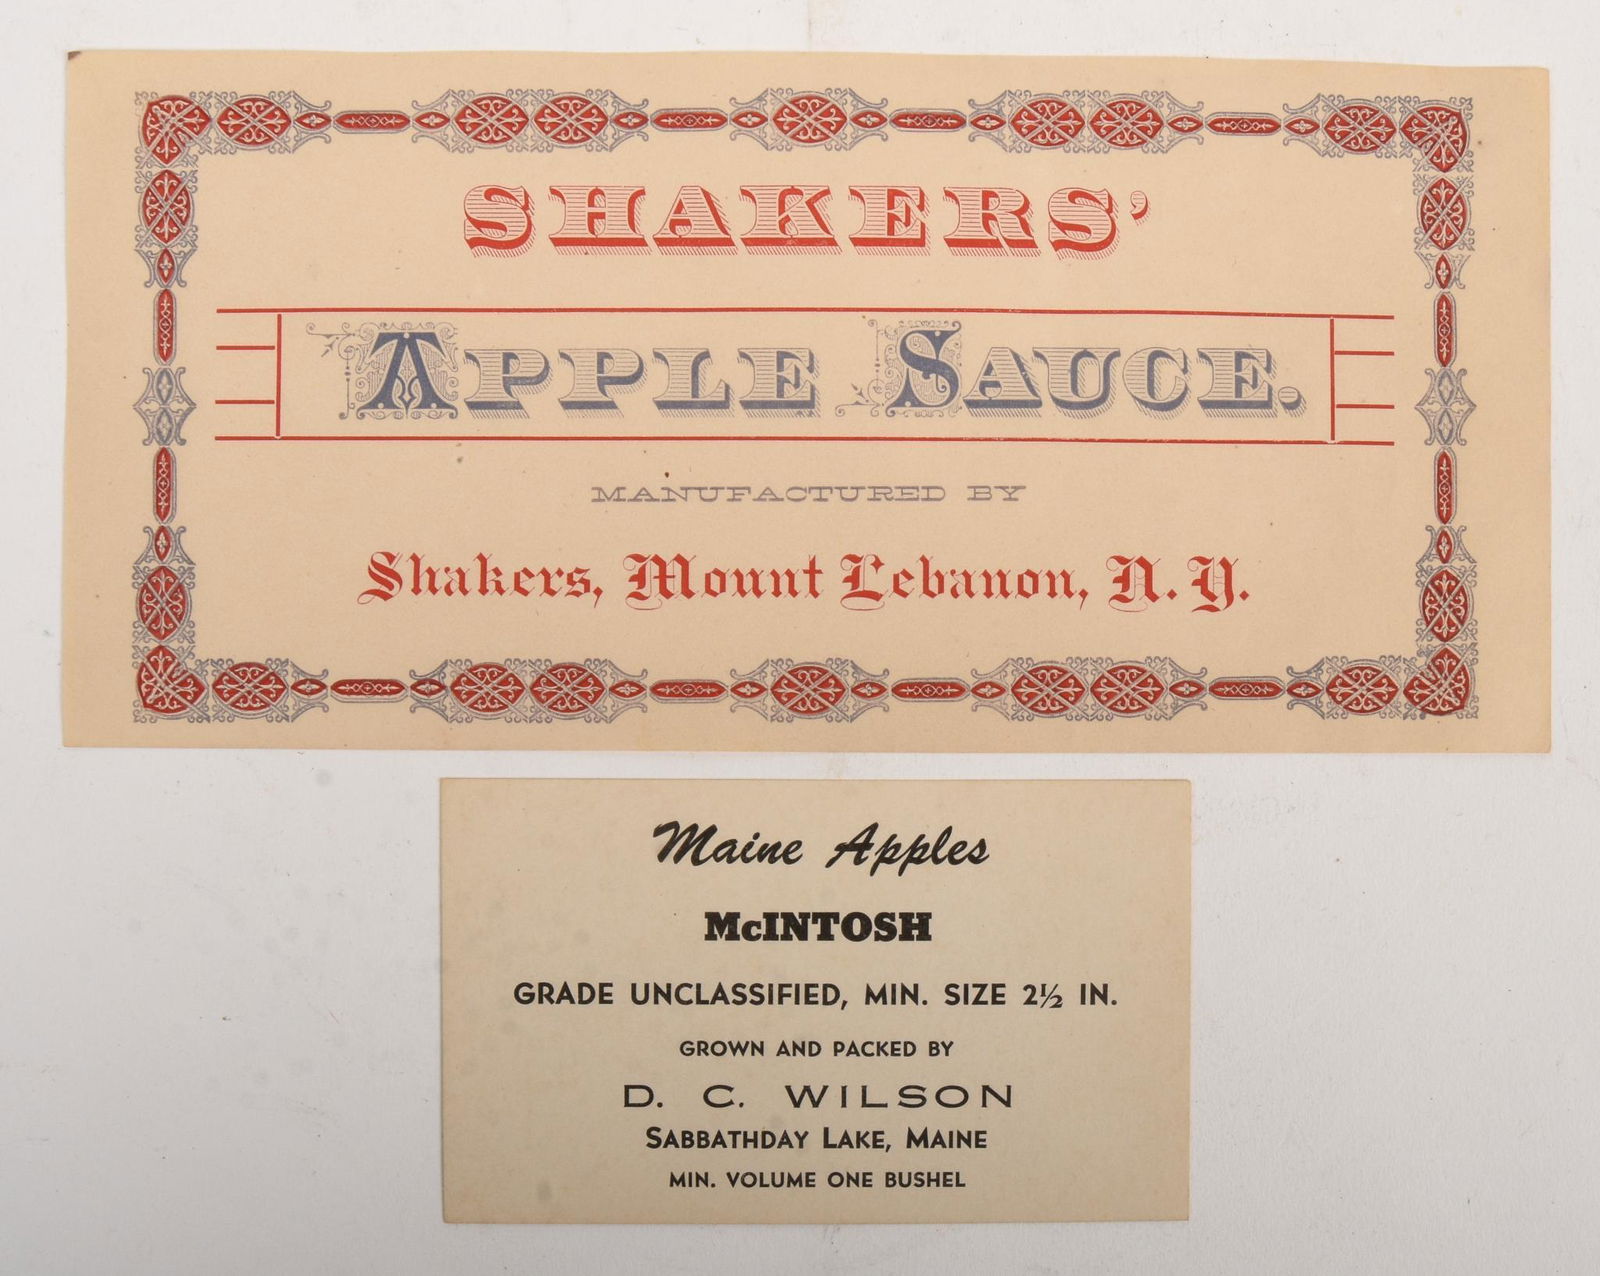 SHAKERS'
APPLE SAUCE.
MANUFACTURED BY
Shakers, Mount Lebanon, N. Y.
Maine Apples
McINTOSH
GRADE UNCLASSIFIED, MIN. SIZE 2½ IN.
GROWN AND PACKED BY
D. C. WILSON
SABBATHDAY LAKE, MAINE
MIN. VOLUME ONE BUSHEL